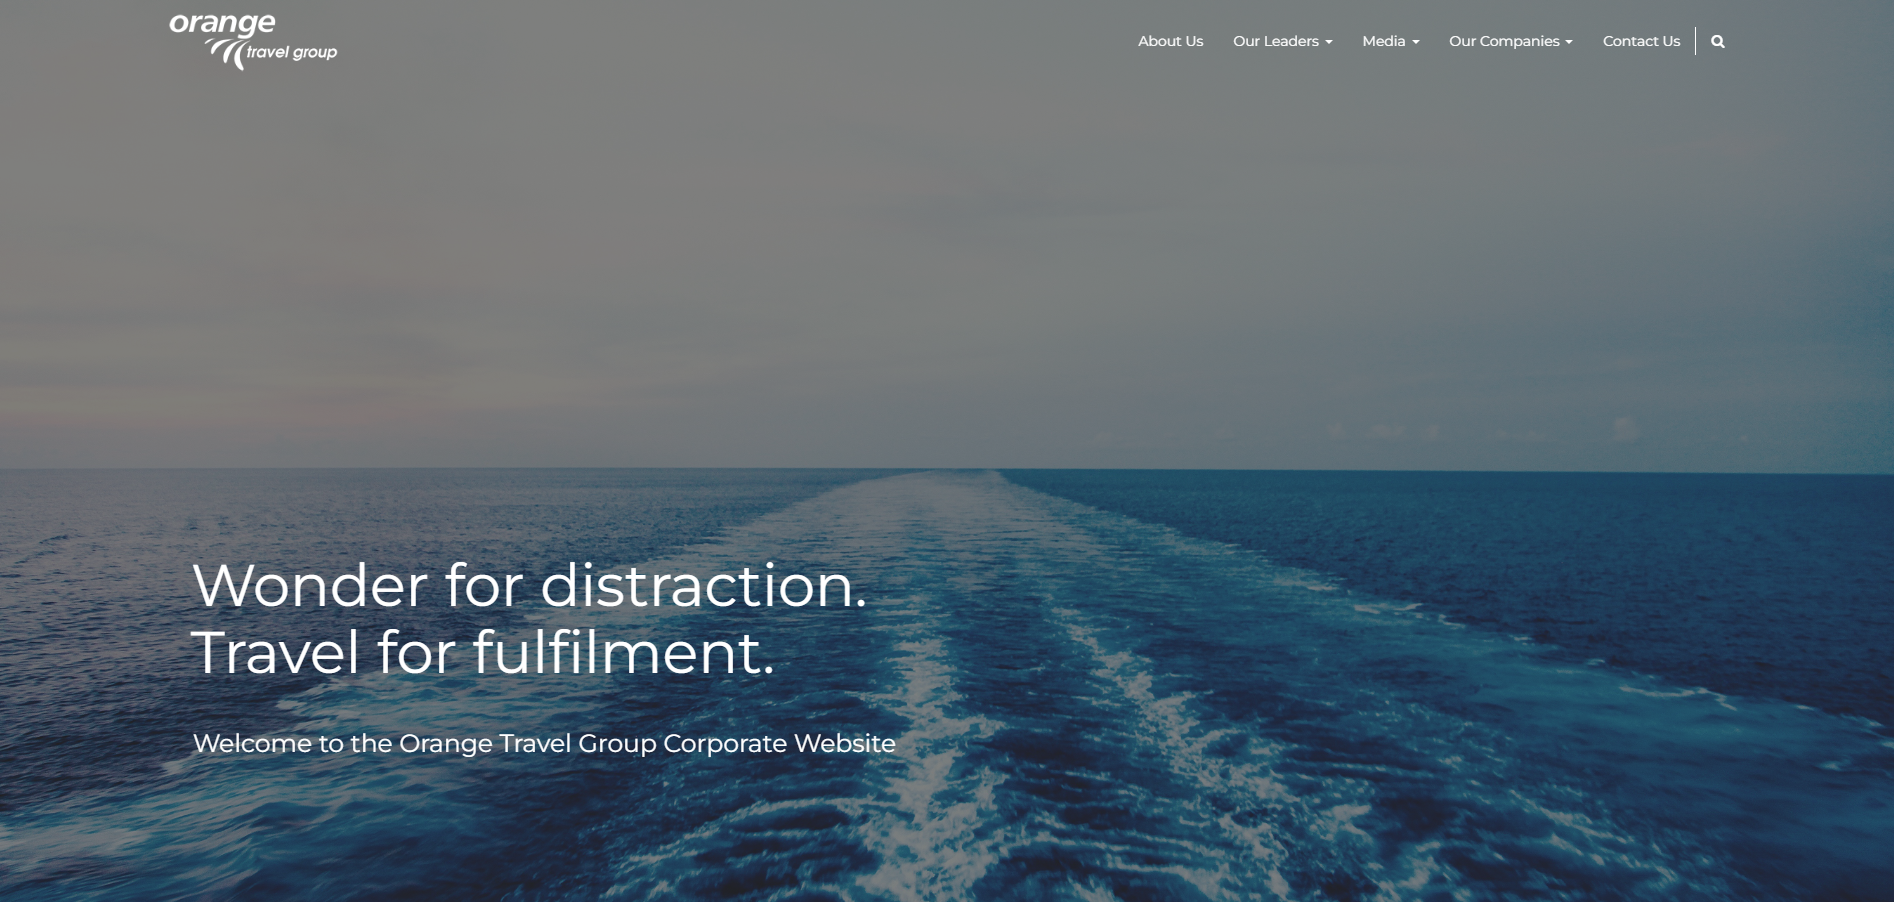 orange
travel group
About Us
Our Leaders
Media
Our Companies
Contact Us
Wonder for distraction.
Travel for fulfilment.
Welcome to the Orange Travel Group Corporate Website